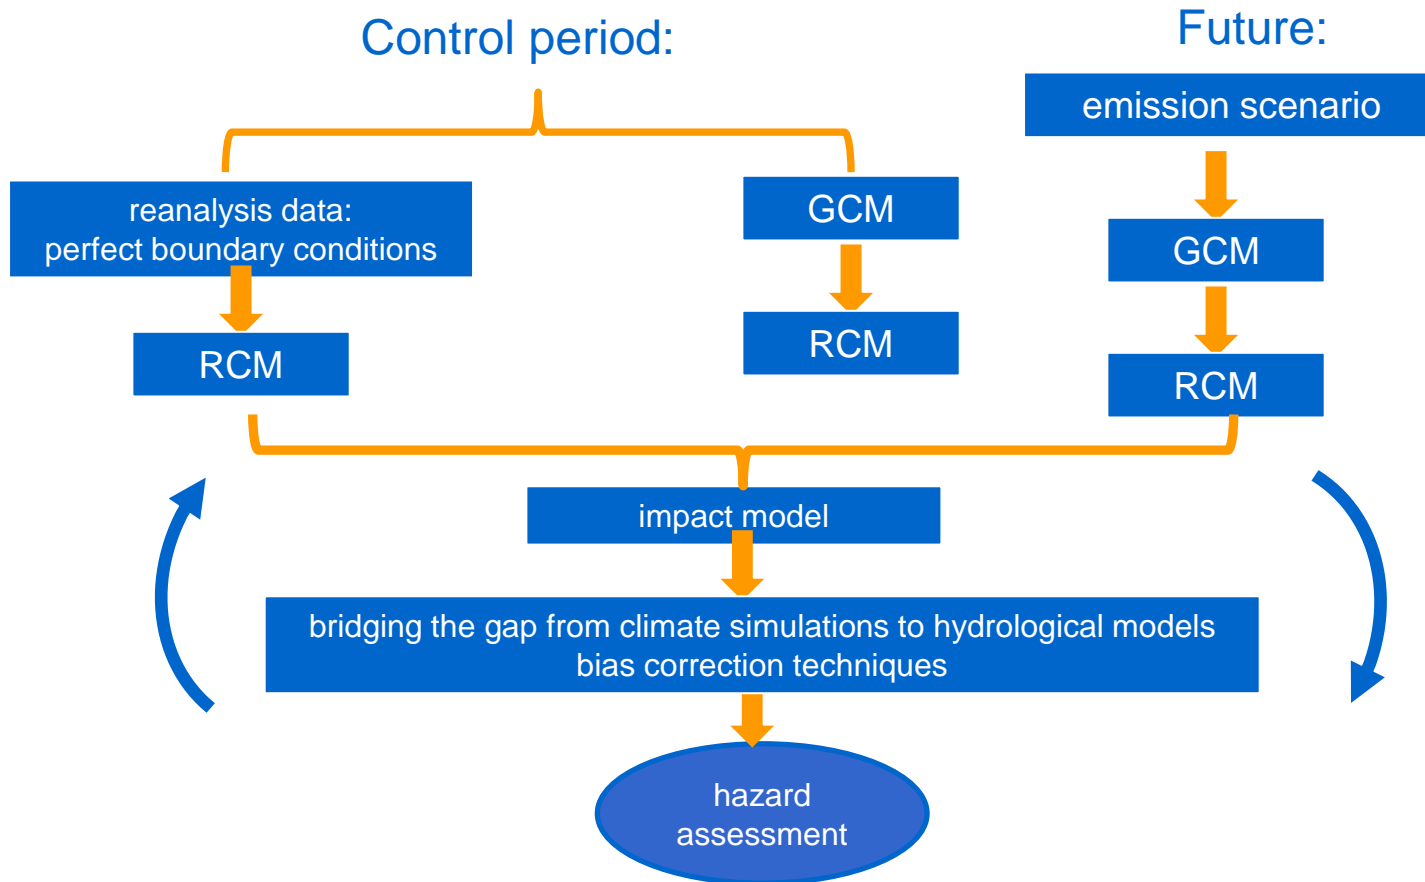 Control period:
Future:
emission scenario
reanalysis data:
perfect boundary conditions
GCM
GCM
RCM
RCM
RCM
impact model
bridging the gap from climate simulations to hydrological models
bias correction techniques
hazard
assessment